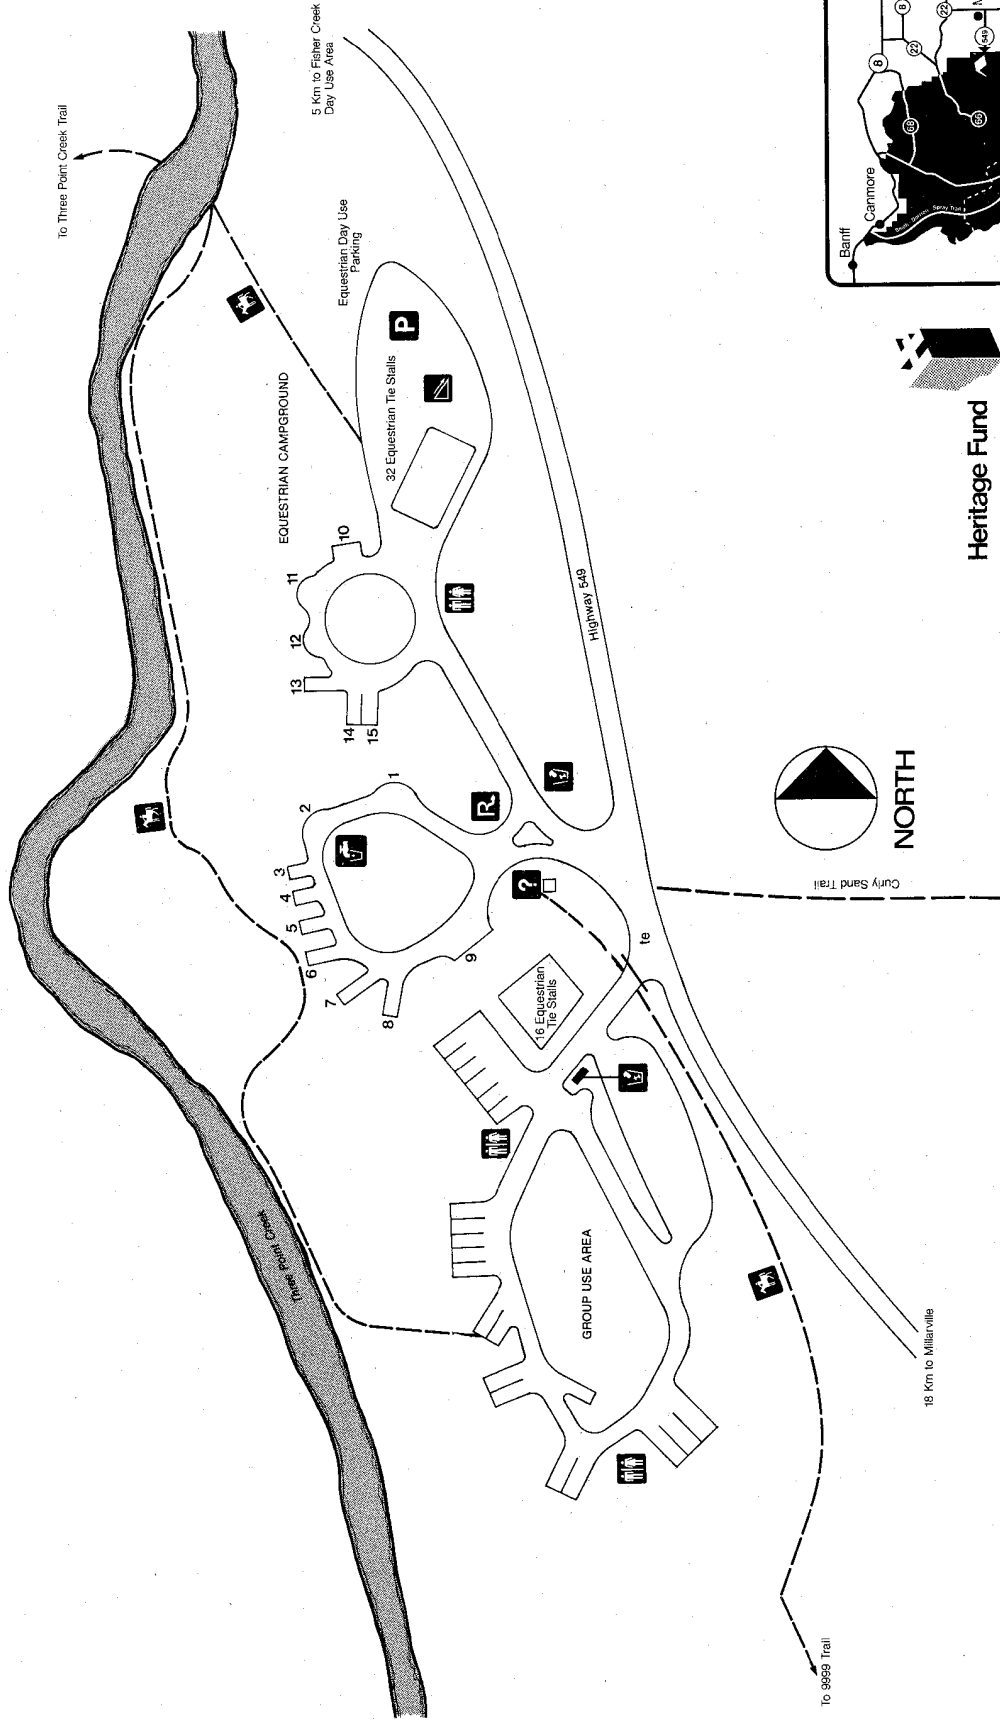 To Three Point Creek Trail
5 Km to Fisher Creek
Day Use Area
Equestrian Day Use
Parking
P
32 Equestrian Tie Stalls
EQUESTRIAN CAMPGROUND
10
11
12
13
14
15
Highway 549
1
2
3
4
5
6
7
8
9
R
?
16 Equestrian
Tie Stalls
te
Curly Sand Trail
NORTH
Three Point Creek
GROUP USE AREA
18 Km to Millarville
To 9999 Trail
Heritage Fund
Banff
Canmore
8
68
66
22
8
22
549